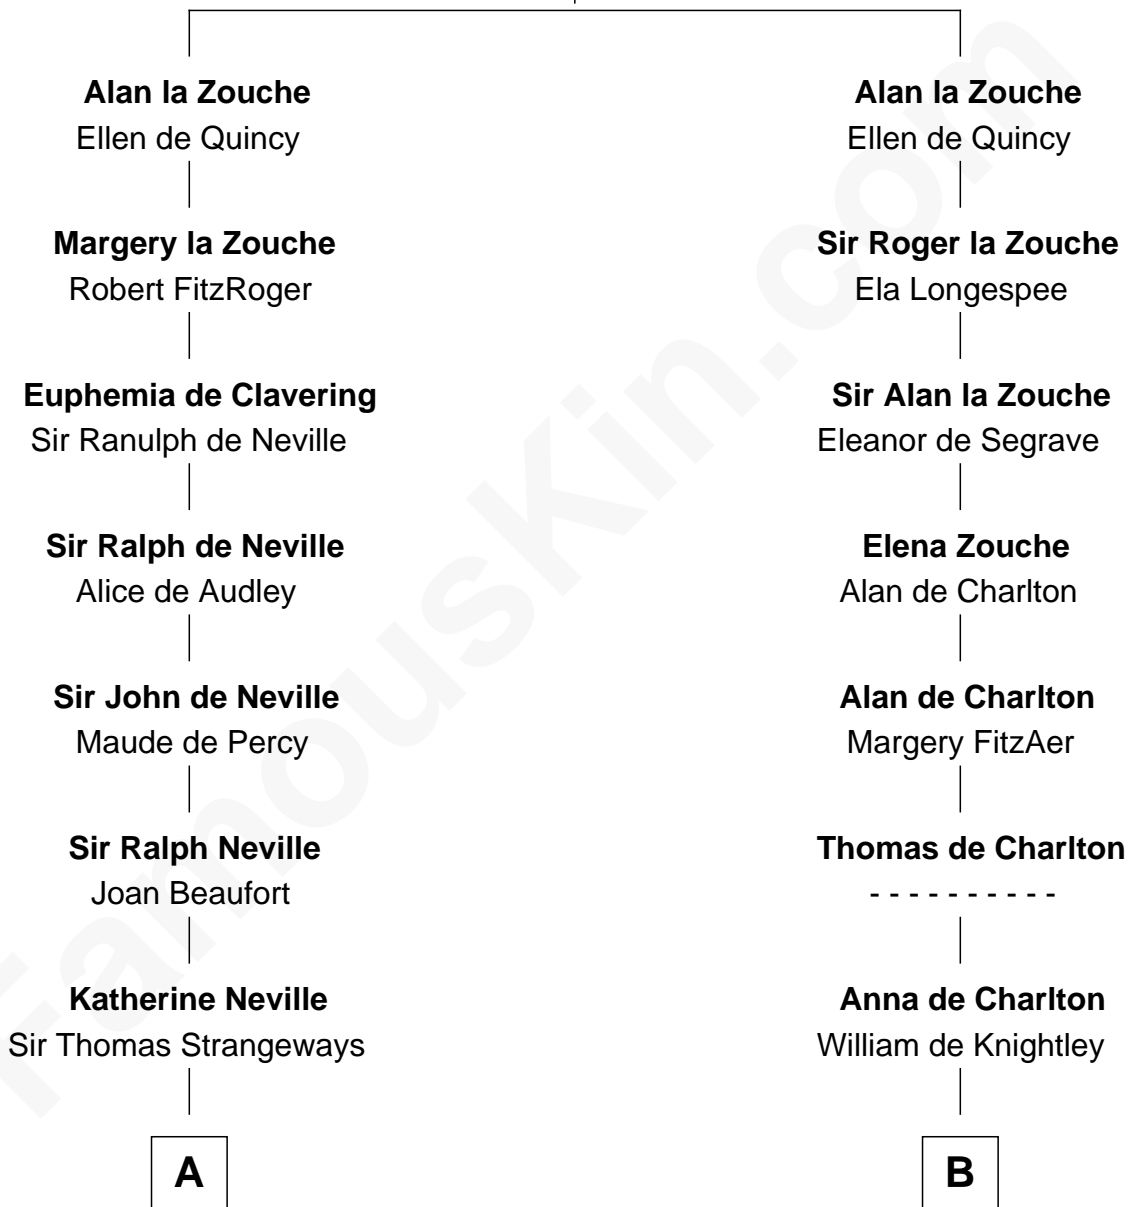 Alan la Zouche
Ellen de Quincy
Margery la Zouche
Robert FitzRoger
Euphemia de Clavering
Sir Ranulph de Neville
Sir Ralph de Neville
Alice de Audley
Sir John de Neville
Maude de Percy
Sir Ralph Neville
Joan Beaufort
Katherine Neville
Sir Thomas Strangeways
A
Alan la Zouche
Ellen de Quincy
Sir Roger la Zouche
Ela Longespee
Sir Alan la Zouche
Eleanor de Segrave
Elena Zouche
Alan de Charlton
Alan de Charlton
Margery FitzAer
Thomas de Charlton
- - - - - - - - - -
Anna de Charlton
William de Knightley
B
FamousKin.com